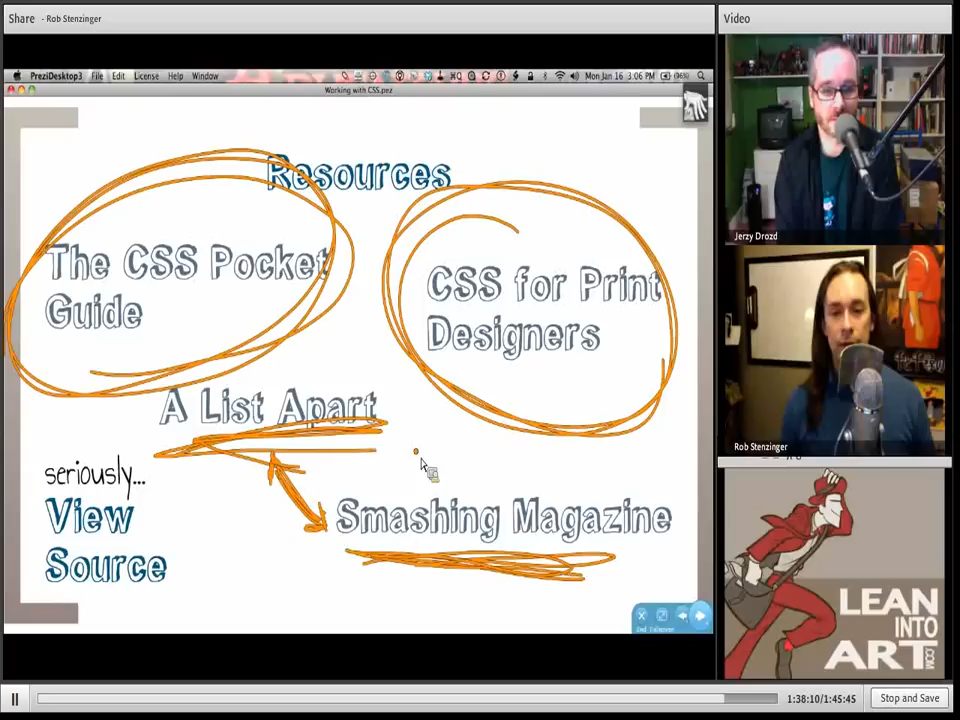 Share - Rob Stenzinger
Video
PreziDesktop3 File Edit License Help Window
Mon Jan 16 3:06 PM (96%)
Working with CSS.pez
Resources
The CSS Pocket
Guide
CSS for Print
Designers
A List Apart
seriously...
View
Source
Smashing Magazine
Jerzy Drozd
Rob Stenzinger
LEAN
INTO
ART.COM
1:38:10/1:45:45
Stop and Save